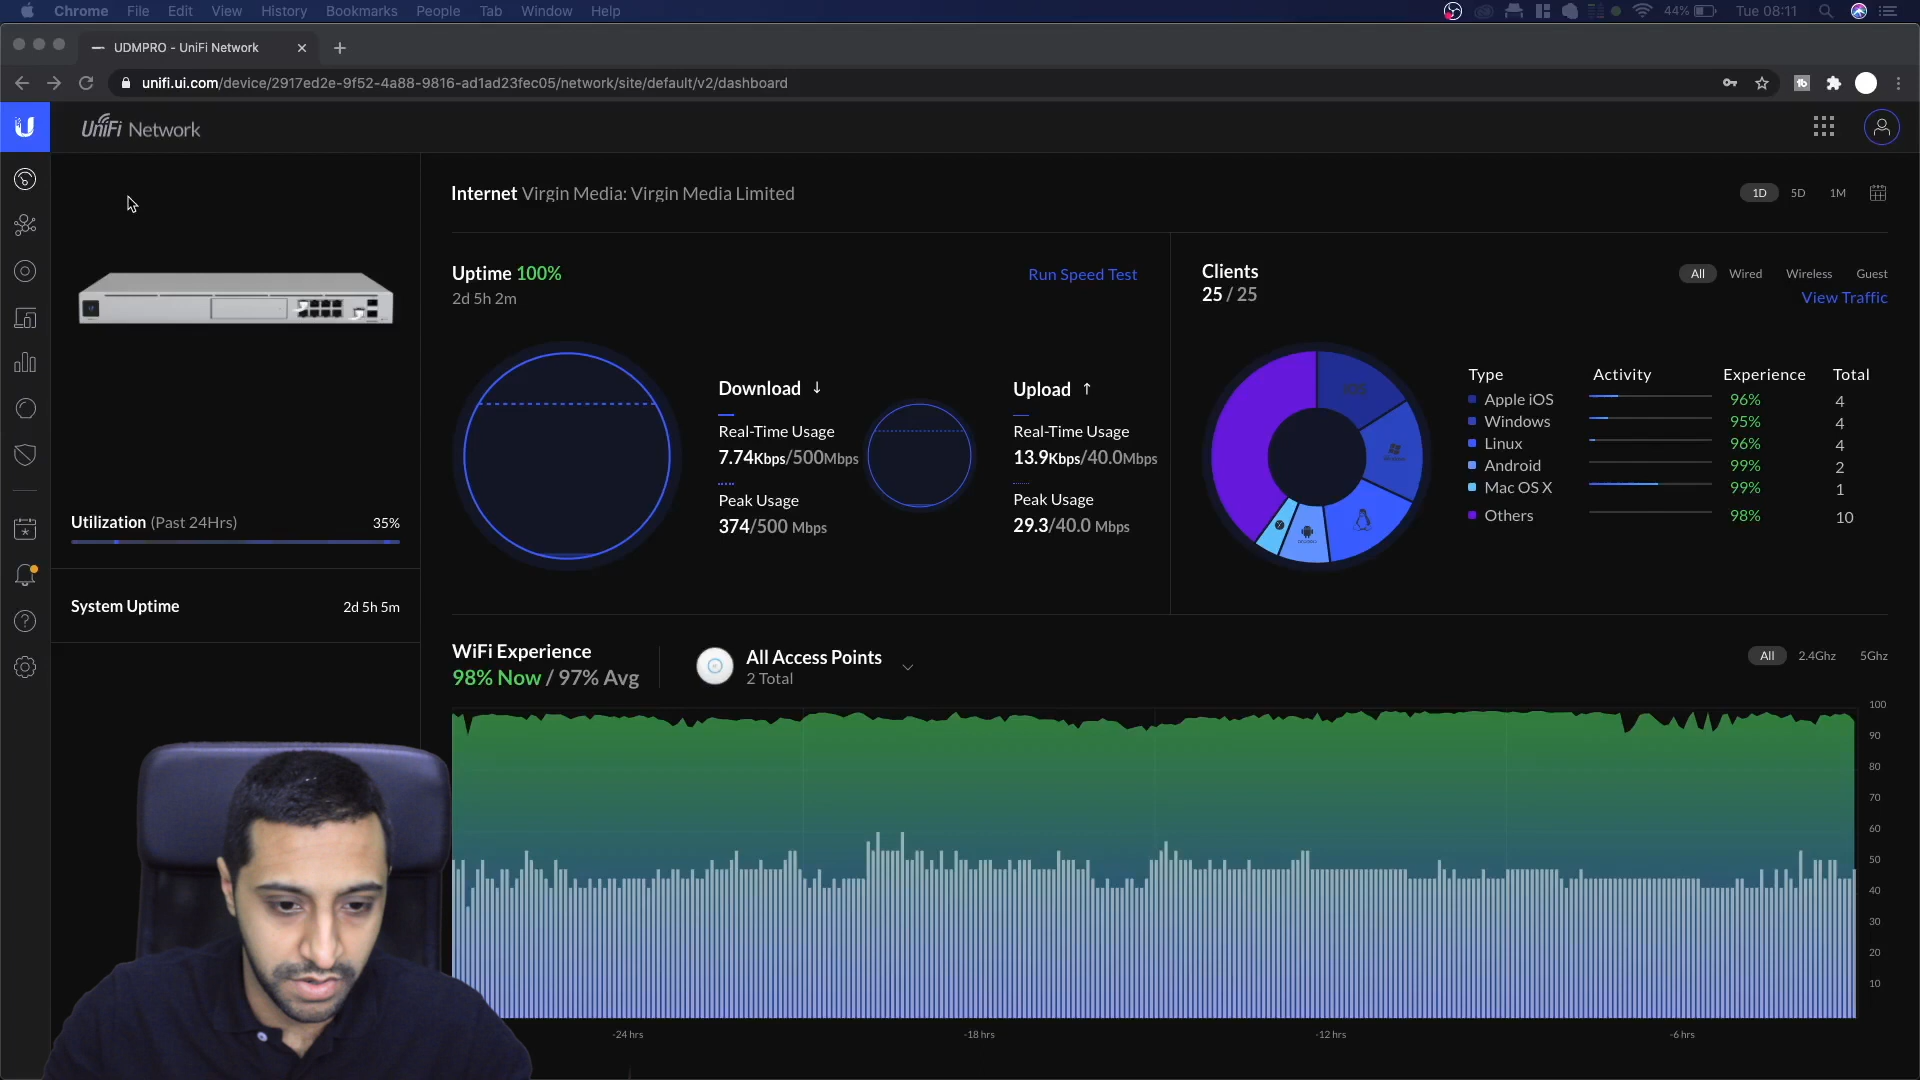 Chrome File Edit View History Bookmarks People Tab Window Help
44% Tue 08:11
UDMPRO - UniFi Network
unifi.ui.com/device/2917ed2e-9f52-4a88-9816-ad1ad23fec05/network/site/default/v2/dashboard
UniFi Network
Internet Virgin Media: Virgin Media Limited
1D 5D 1M
Uptime 100%
2d 5h 2m
Run Speed Test
Download
Real-Time Usage
7.74Kbps/500Mbps
Peak Usage
374/500 Mbps
Upload
Real-Time Usage
13.9Kbps/40.0Mbps
Peak Usage
29.3/40.0 Mbps
Clients
25 / 25
All Wired Wireless Guest
View Traffic
Type Activity Experience Total
Apple iOS 96% 4
Windows 95% 4
Linux 96% 4
Android 99% 2
Mac OS X 99% 1
Others 98% 10
Utilization (Past 24Hrs) 35%
System Uptime 2d 5h 5m
WiFi Experience
98% Now / 97% Avg
All Access Points
2 Total
All 2.4Ghz 5Ghz
100
90
80
70
60
50
40
30
20
10
-24 hrs -18 hrs -12 hrs -6 hrs